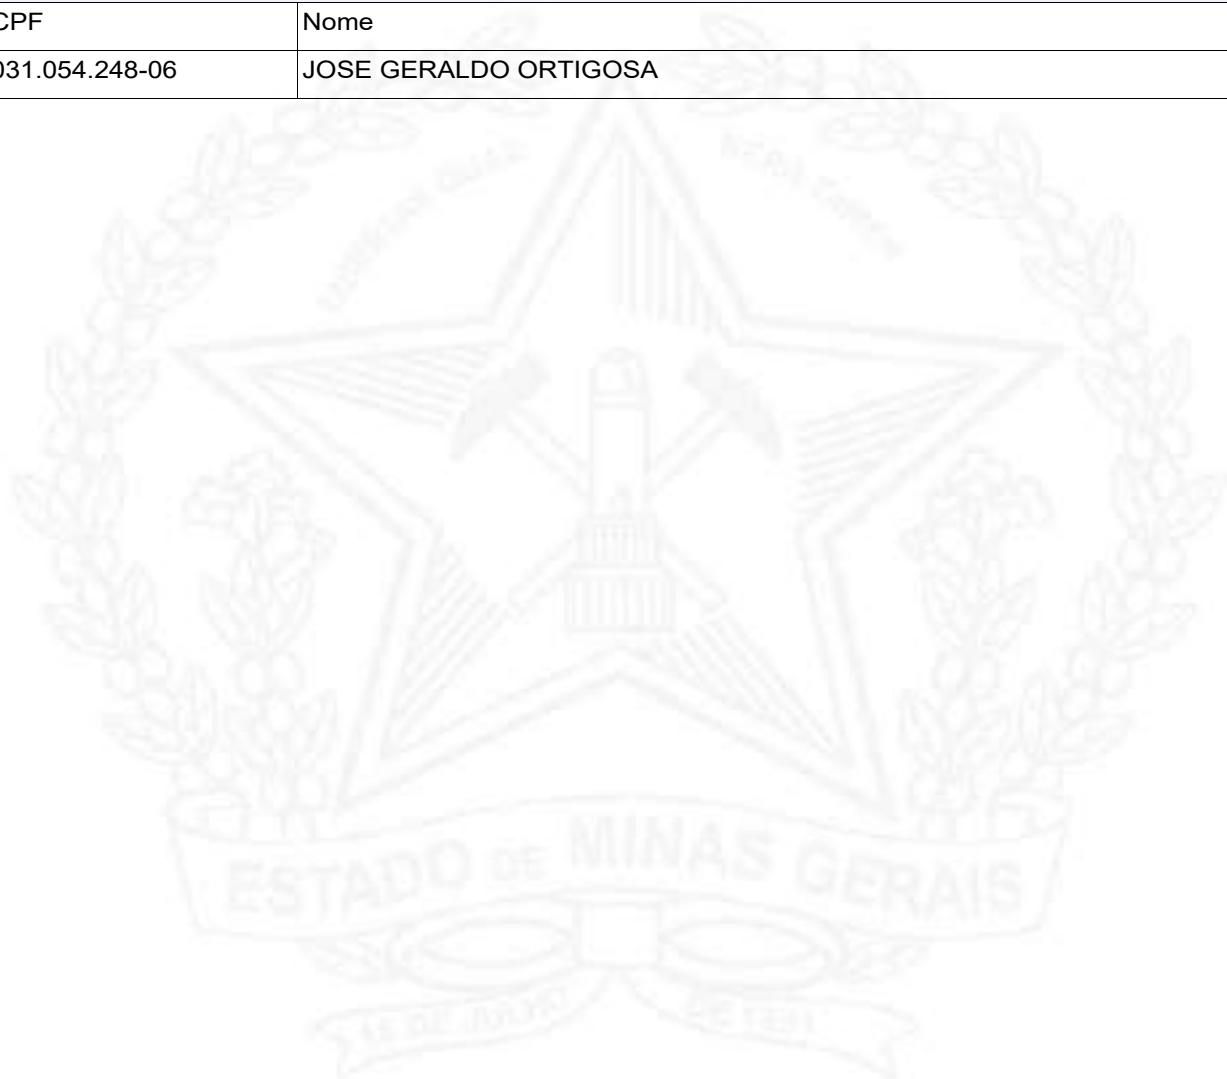 CPF Nome
031.054.248-06 JOSE GERALDO ORTIGOSA
ESTADO DE MINAS GERAIS